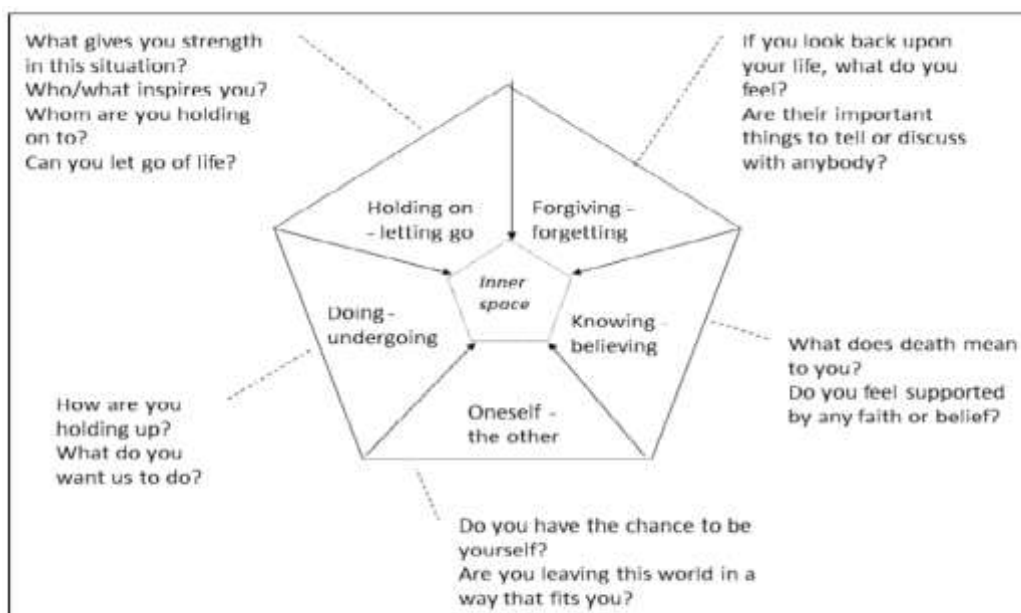 What gives you strength
in this situation?
Who/what inspires you?
Whom are you holding
on to?
Can you let go of life?
If you look back upon
your life, what do you
feel?
Are their important
things to tell or discuss
with anybody?
Holding on
- letting go
Forgiving -
forgetting
Inner
space
Doing -
undergoing
Knowing -
believing
Oneself -
the other
What does death mean
to you?
Do you feel supported
by any faith or belief?
How are you
holding up?
What do you
want us to do?
Do you have the chance to be
yourself?
Are you leaving this world in a
way that fits you?